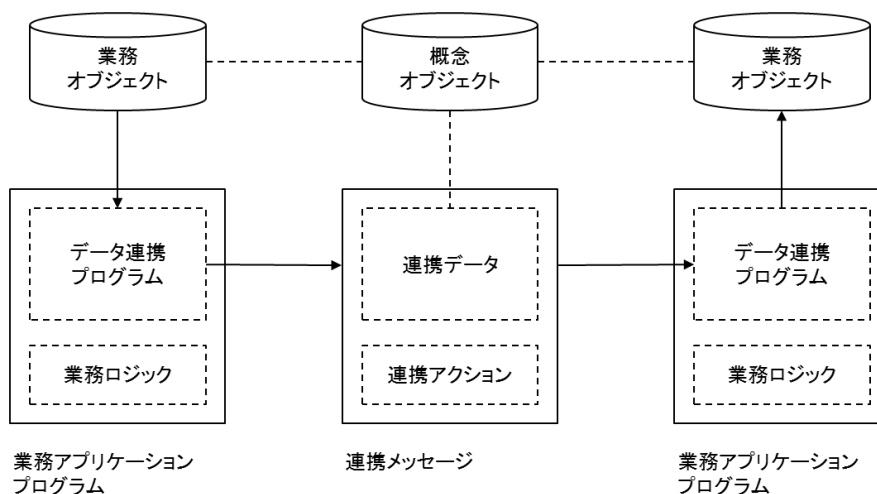 業務
オブジェクト
概念
オブジェクト
業務
オブジェクト
データ連携
プログラム
連携データ
データ連携
プログラム
業務ロジック
連携アクション
業務ロジック
業務アプリケーション
プログラム
連携メッセージ
業務アプリケーション
プログラム